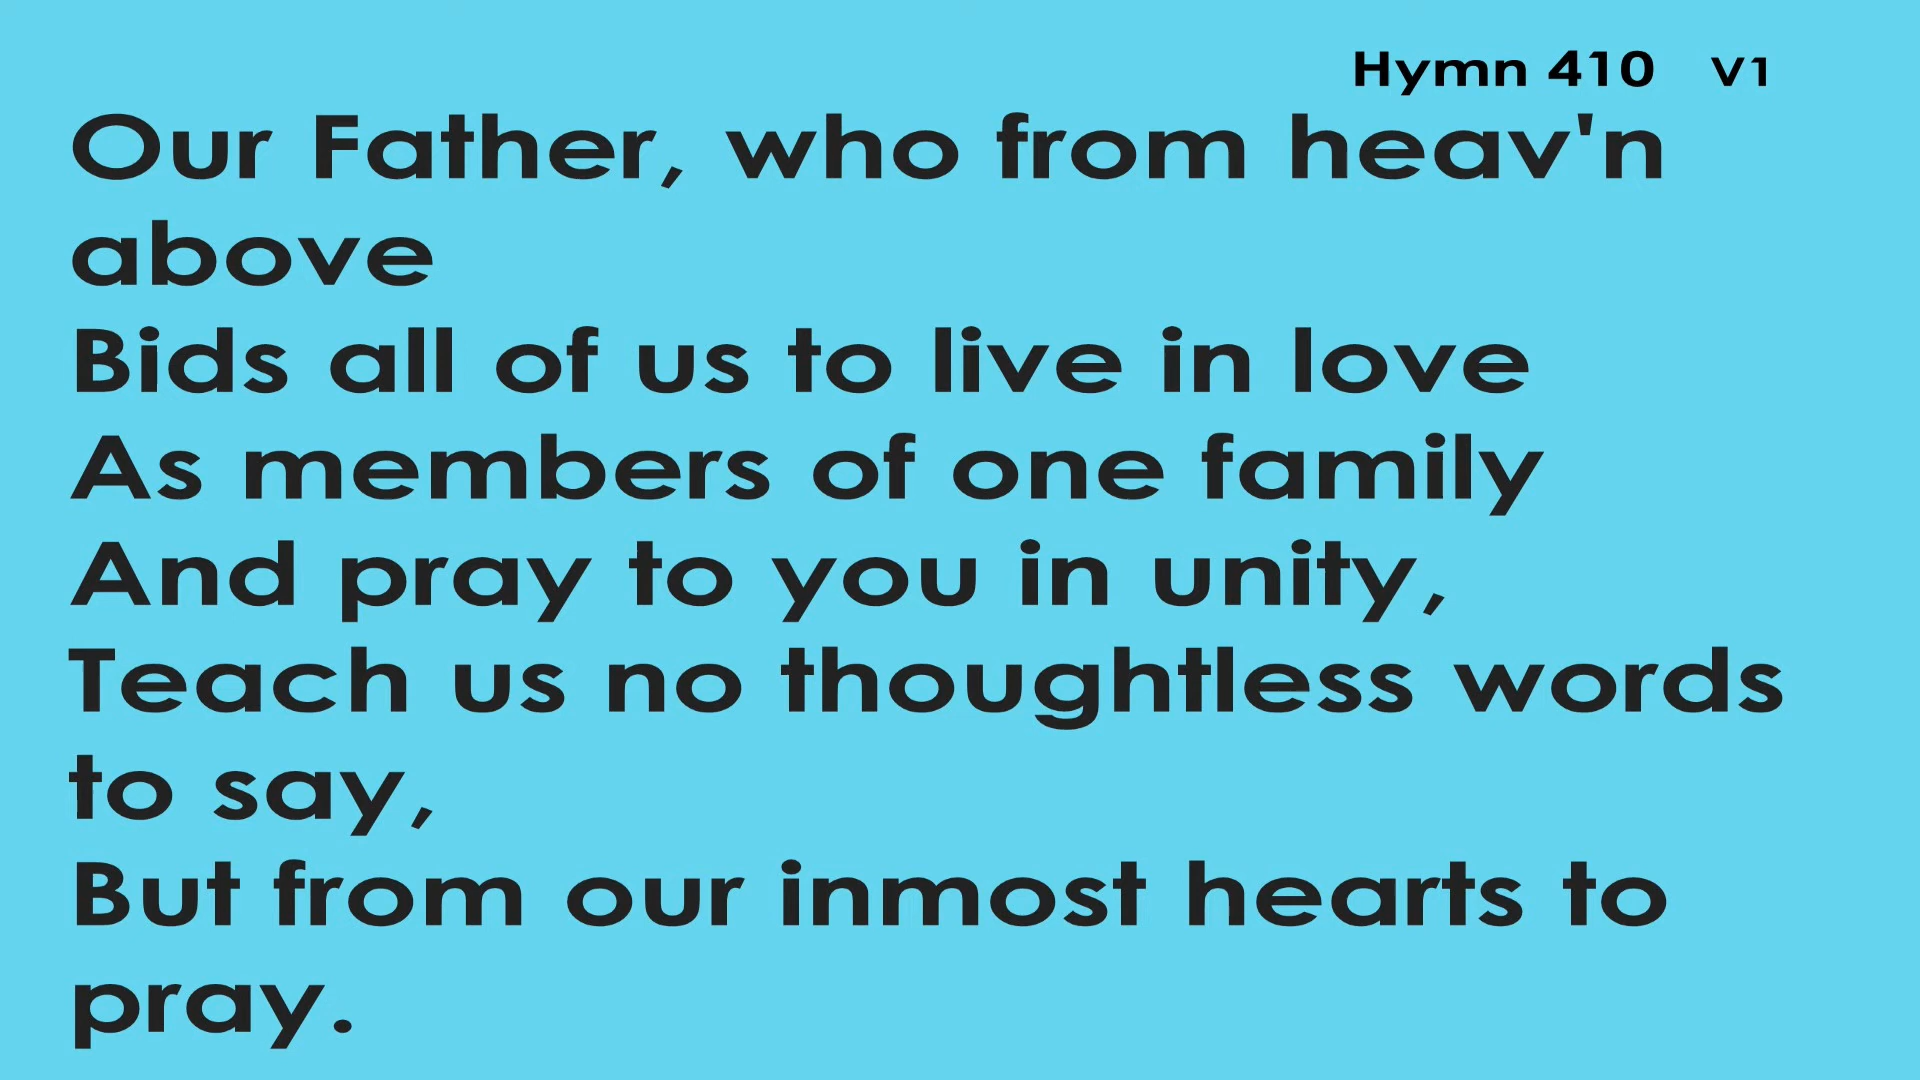 Hymn 410 V1
Our Father, who from heav'n
above
Bids all of us to live in love
As members of one family
And pray to you in unity,
Teach us no thoughtless words
to say,
But from our inmost hearts to
pray.